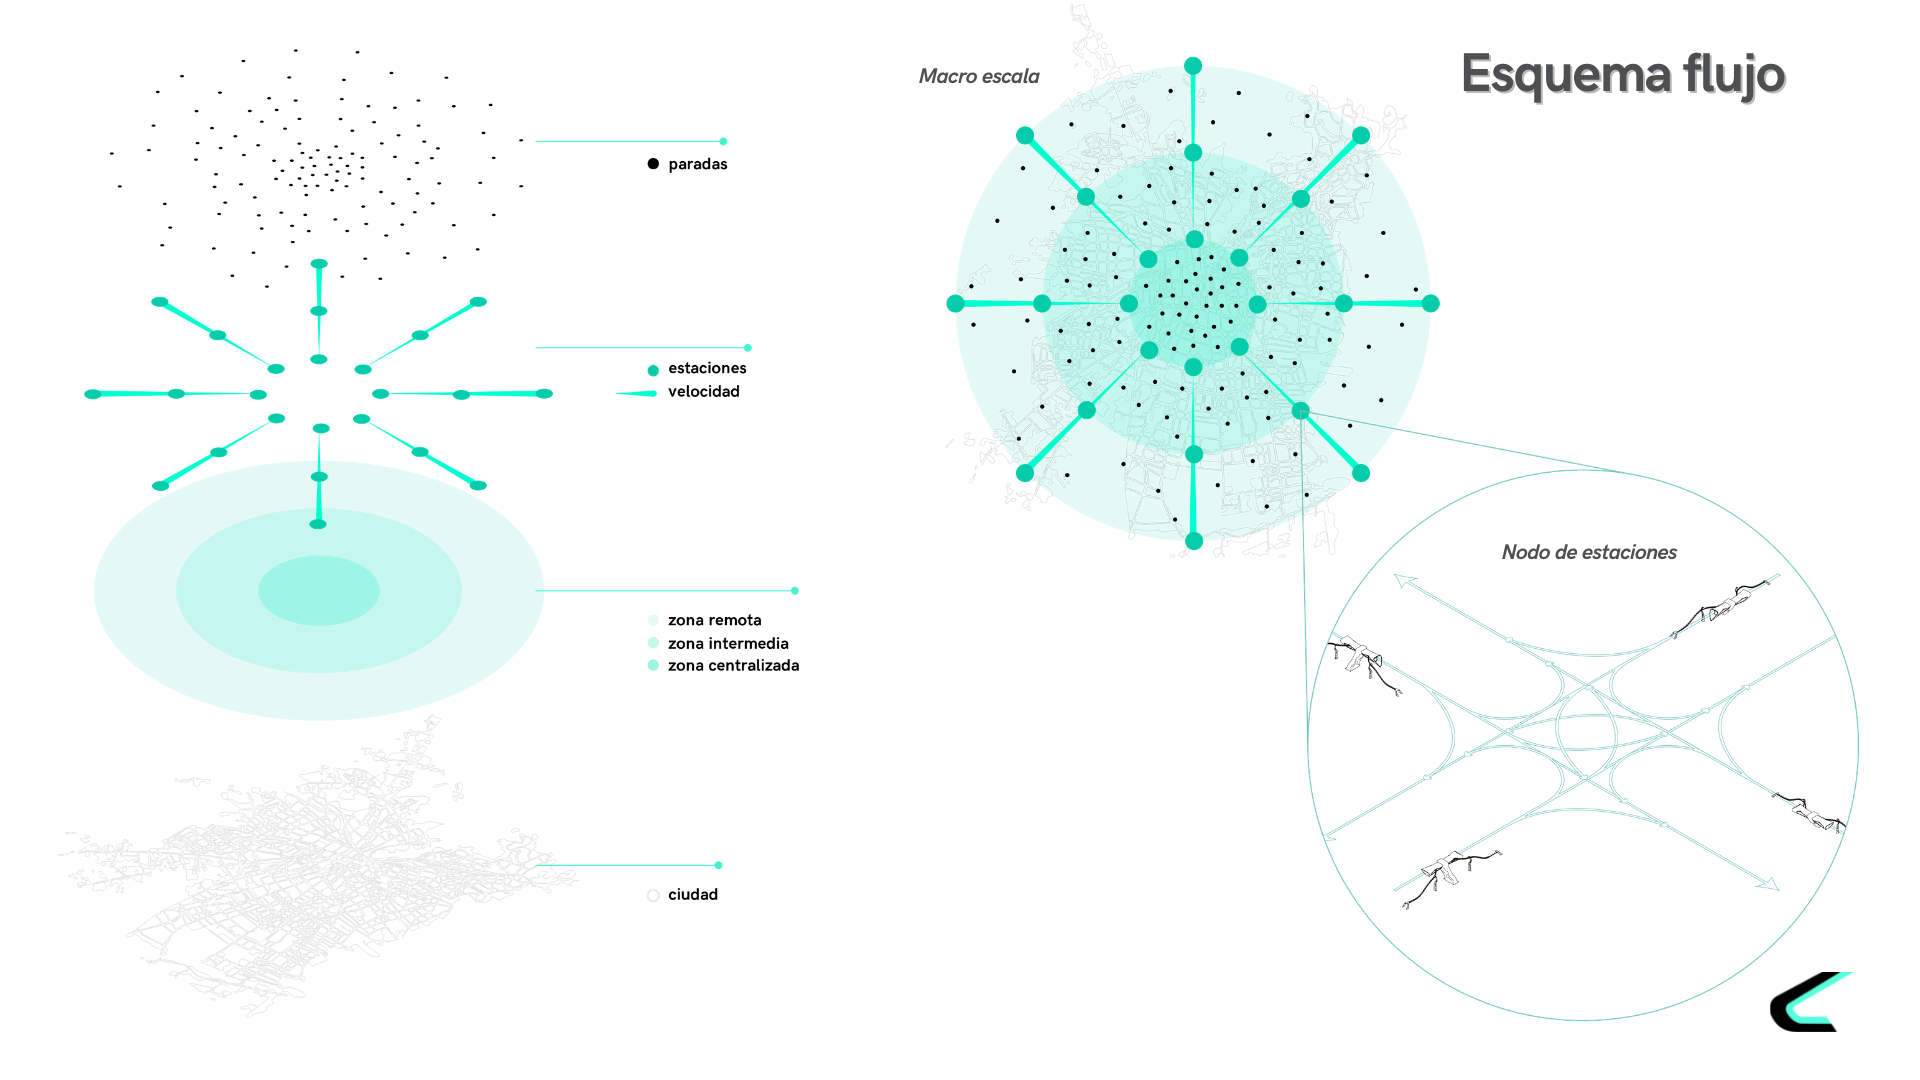 Esquema flujo
Macro escala
paradas
estaciones
velocidad
zona remota
zona intermedia
zona centralizada
ciudad
Nodo de estaciones